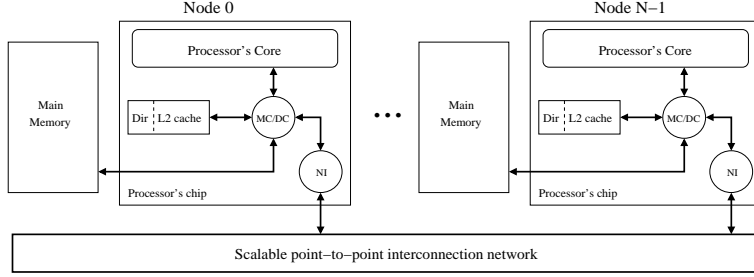 Node 0
Node N−1
Processor's Core
Main
Memory
Dir L2 cache
MC/DC
NI
Processor's chip
Processor's Core
Main
Memory
Dir L2 cache
MC/DC
NI
Processor's chip
Scalable point−to−point interconnection network